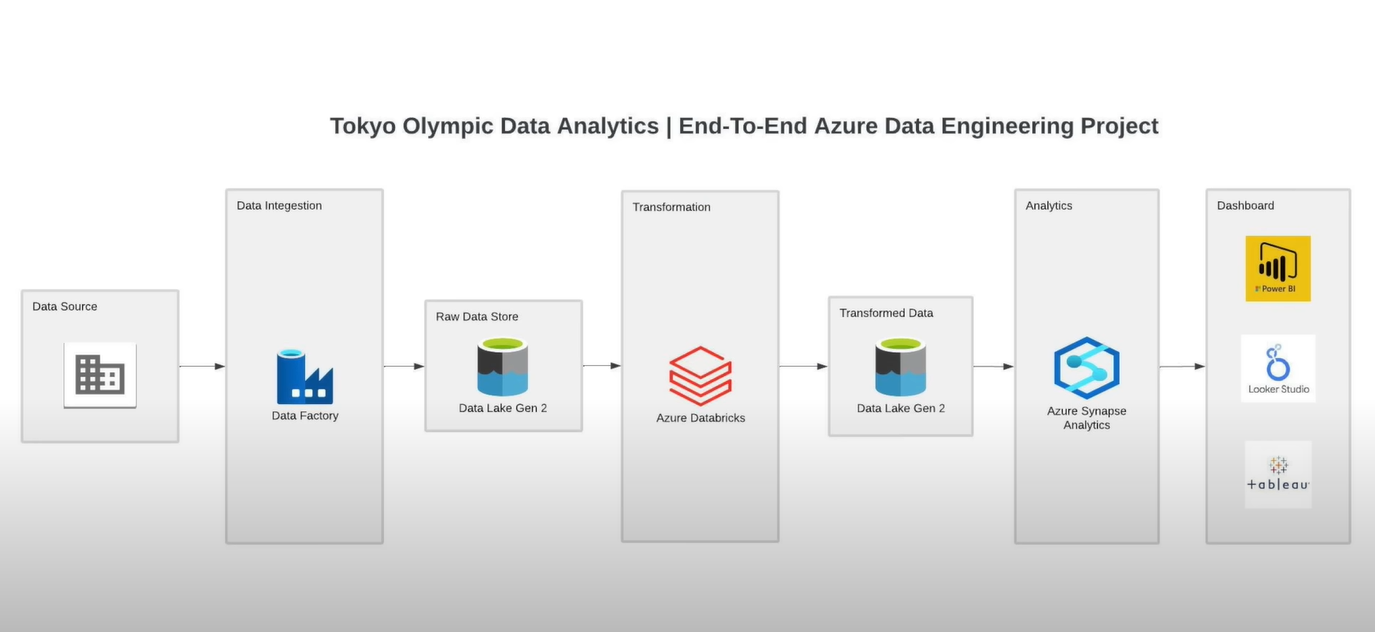 Tokyo Olympic Data Analytics | End-To-End Azure Data Engineering Project
Data Source
Data Integestion
Data Factory
Raw Data Store
Data Lake Gen 2
Transformation
Azure Databricks
Transformed Data
Data Lake Gen 2
Analytics
Azure Synapse
Analytics
Dashboard
Power BI
Looker Studio
+ableau